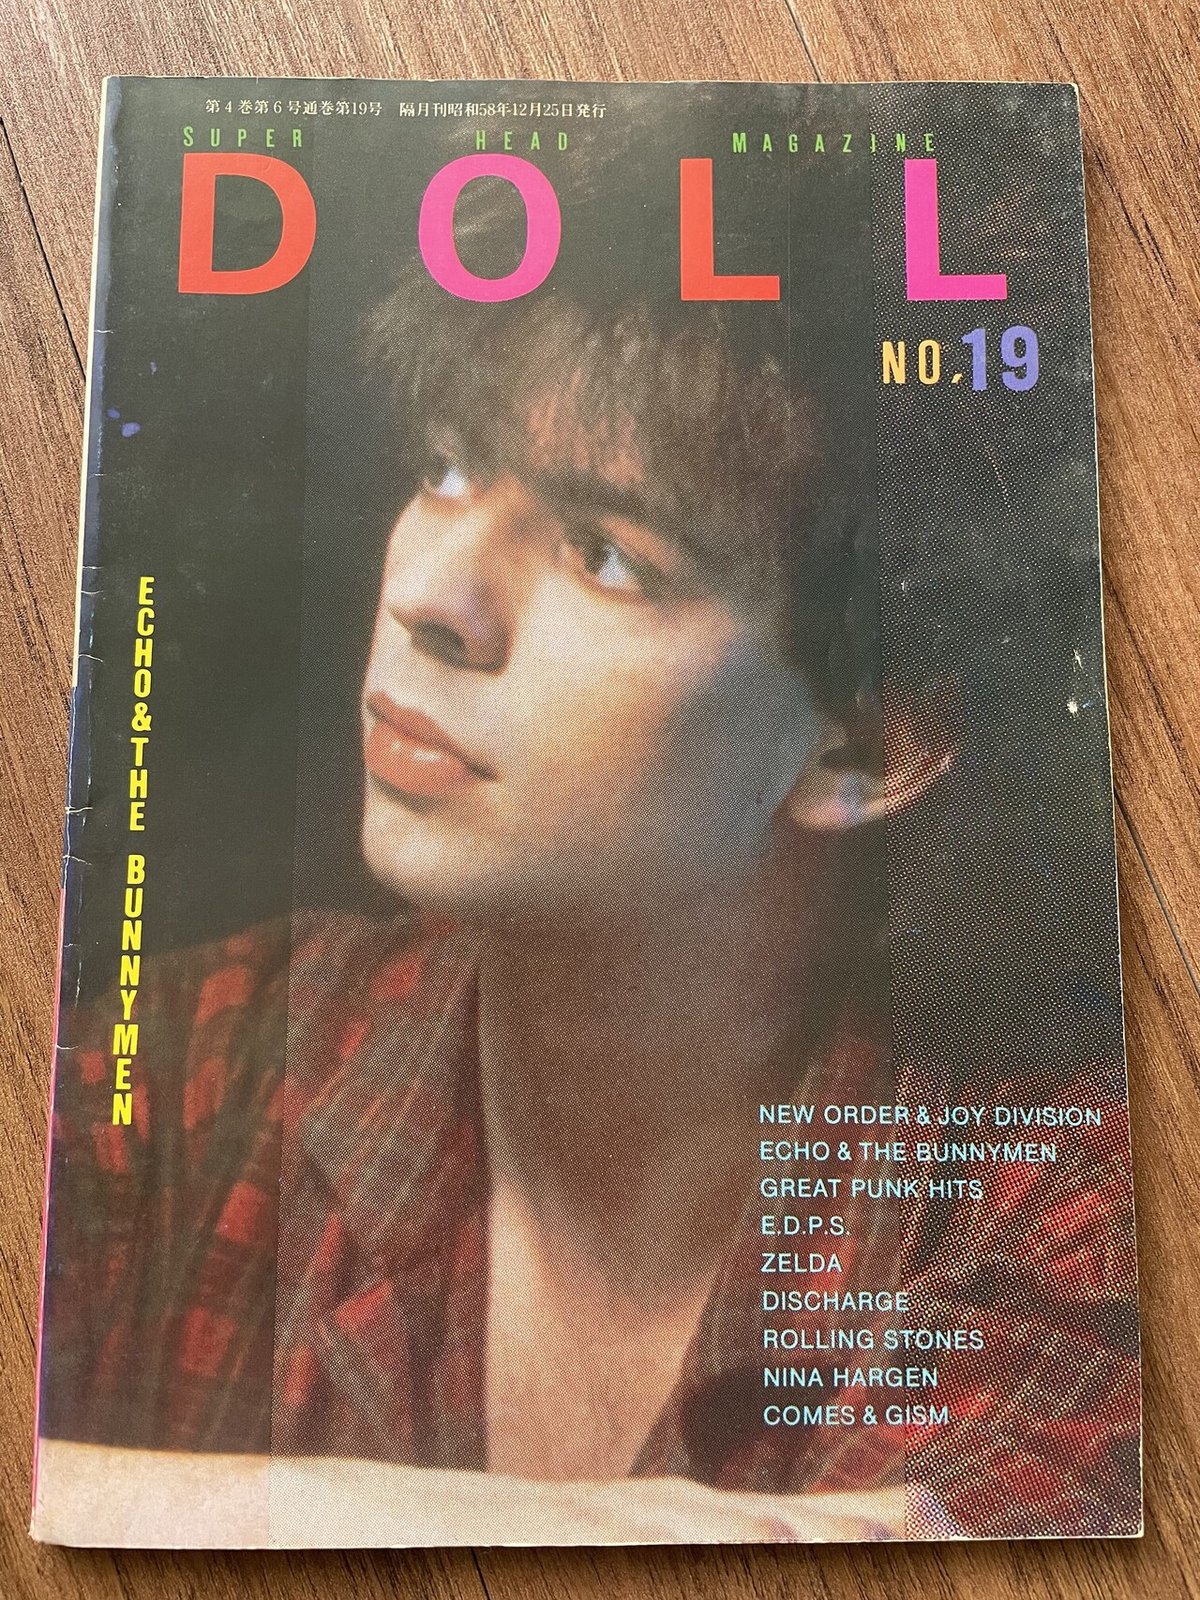 第4巻第6号通巻第19号 隔月刊昭和58年12月25日発行
SUPER HEAD MAGAZINE
DOLL
NO.19
ECHO&THE BUNNYMEN
NEW ORDER & JOY DIVISION
ECHO & THE BUNNYMEN
GREAT PUNK HITS
E.D.P.S.
ZELDA
DISCHARGE
ROLLING STONES
NINA HARGEN
COMES & GISM